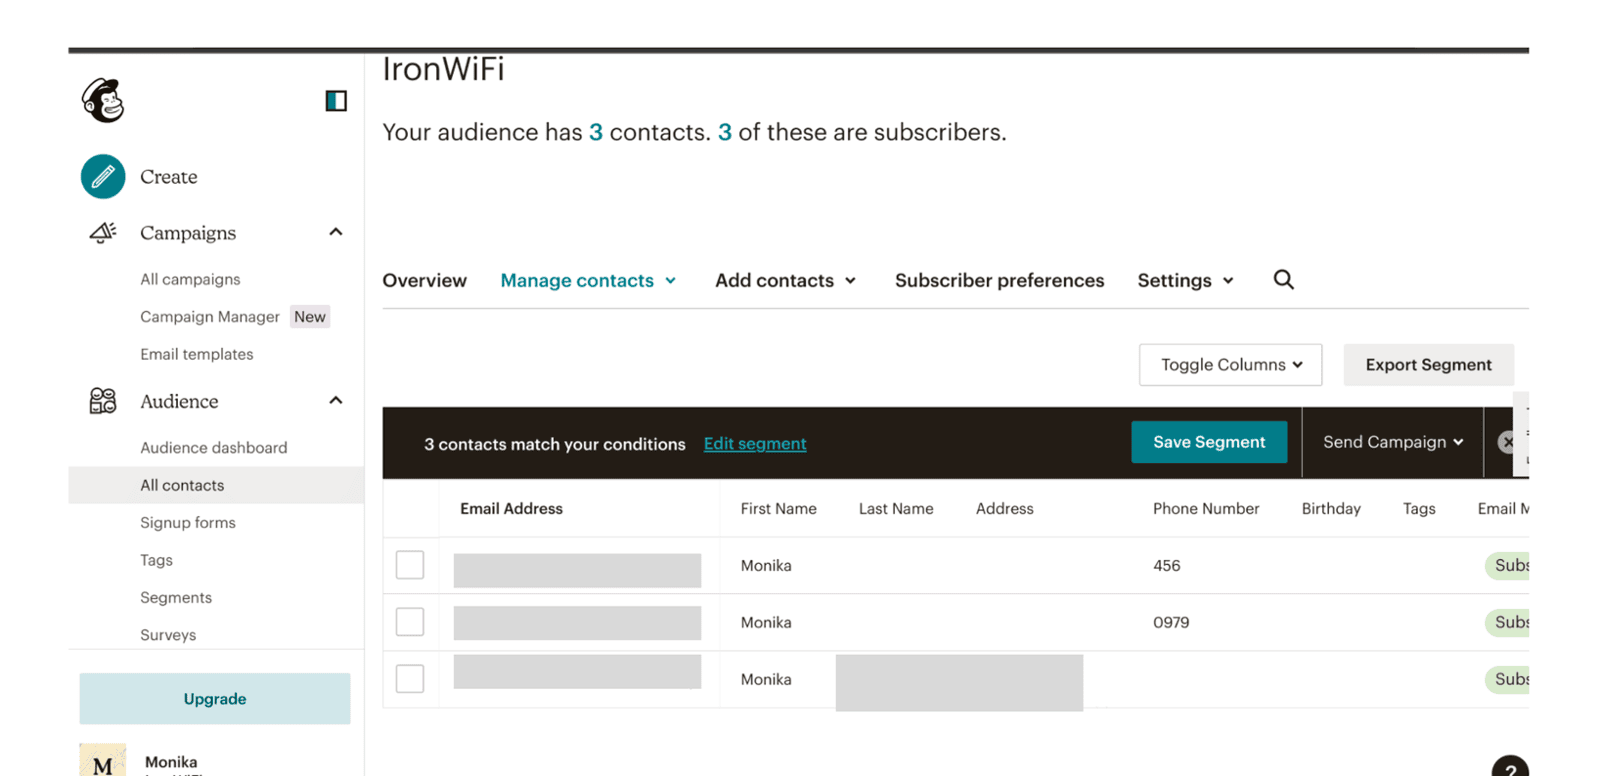 IronWiFi
Your audience has 3 contacts. 3 of these are subscribers.
Create
Campaigns
All campaigns
Campaign Manager New
Email templates
Audience
Audience dashboard
All contacts
Signup forms
Tags
Segments
Surveys
Upgrade
M
Monika
Overview Manage contacts Add contacts Subscriber preferences Settings
Toggle Columns Export Segment
3 contacts match your conditions Edit segment Save Segment Send Campaign
Email Address First Name Last Name Address Phone Number Birthday Tags Email M
Monika 456 Subs
Monika 0979 Subs
Monika Subs
?